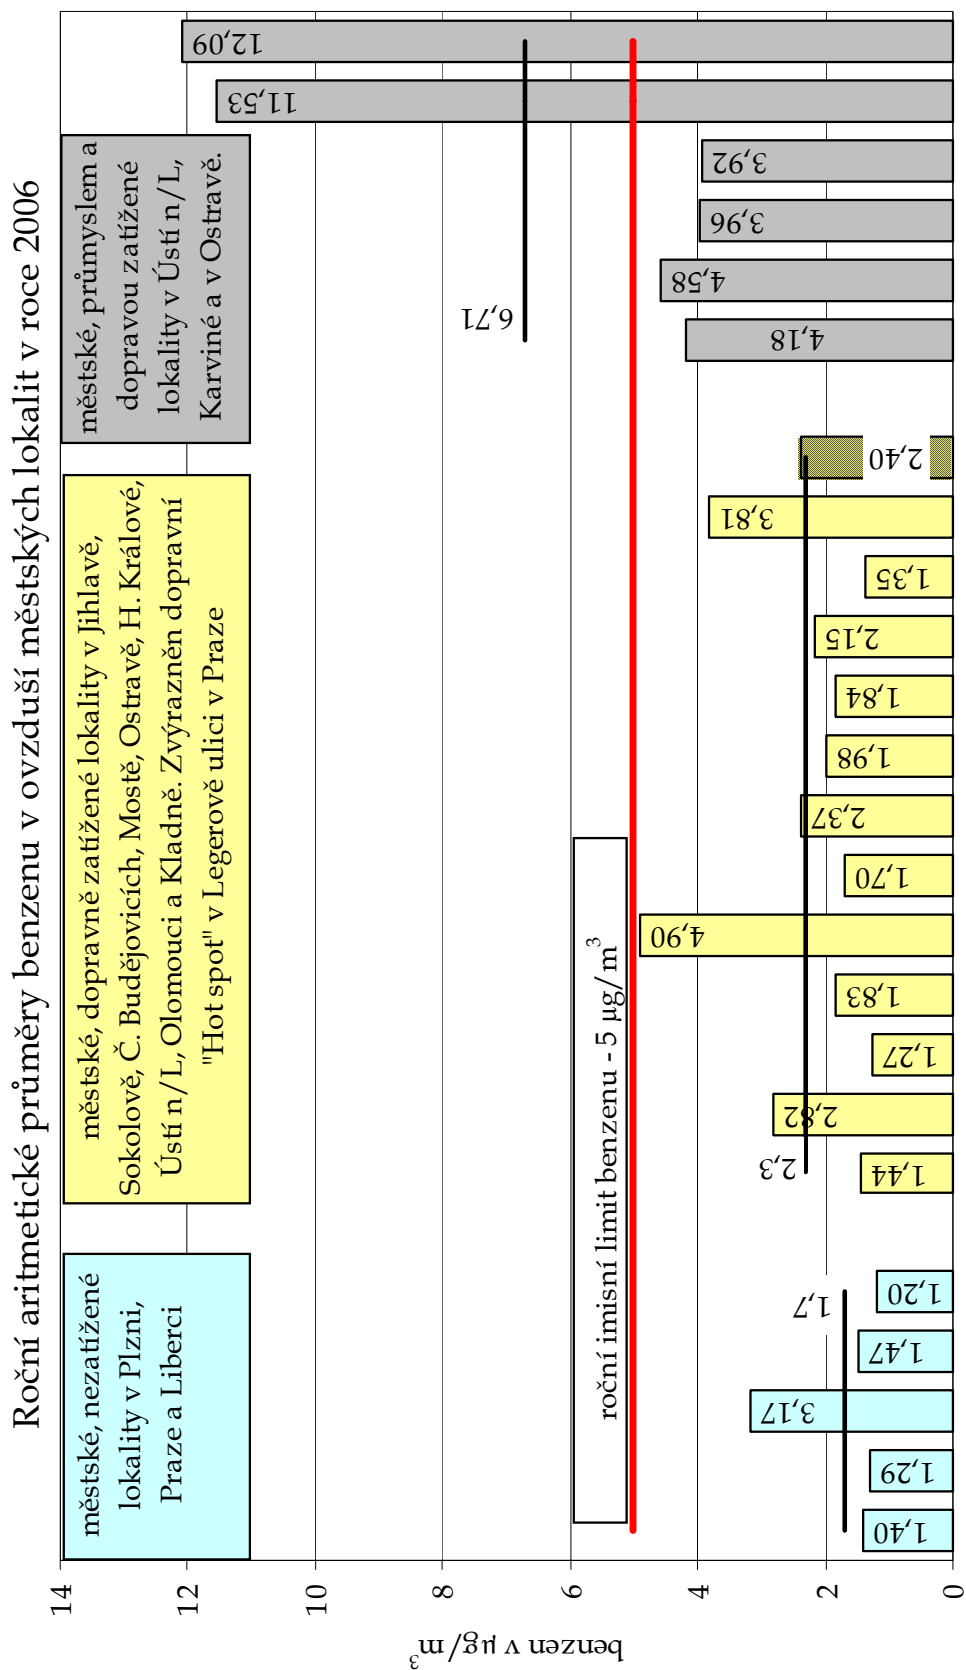 Roční aritmetické průměry benzenu v ovzduší městských lokalit v roce 2006
benzen v µg/m³
14
12
10
8
6
4
2
0
městské, nezatížené
lokality v Plzni,
Praze a Liberci
městské, dopravně zatížené lokality v Jihlavě,
Sokolově, Č. Budějovicích, Mostě, Ostravě, H. Králové,
Ústí n/L, Olomouci a Kladně. Zvýrazněn dopravní
"Hot spot" v Legerově ulici v Praze
městské, průmyslem a
dopravou zatížené
lokality v Ústí n/L,
Karviné a v Ostravě.
roční imisní limit benzenu - 5 µg/m³
1,40
1,29
3,17
1,47
1,20
1,7
1,44
2,82
1,27
1,83
4,90
1,70
2,37
1,98
1,84
2,15
1,35
3,81
2,40
2,3
4,18
4,58
3,96
3,92
11,53
12,09
6,71